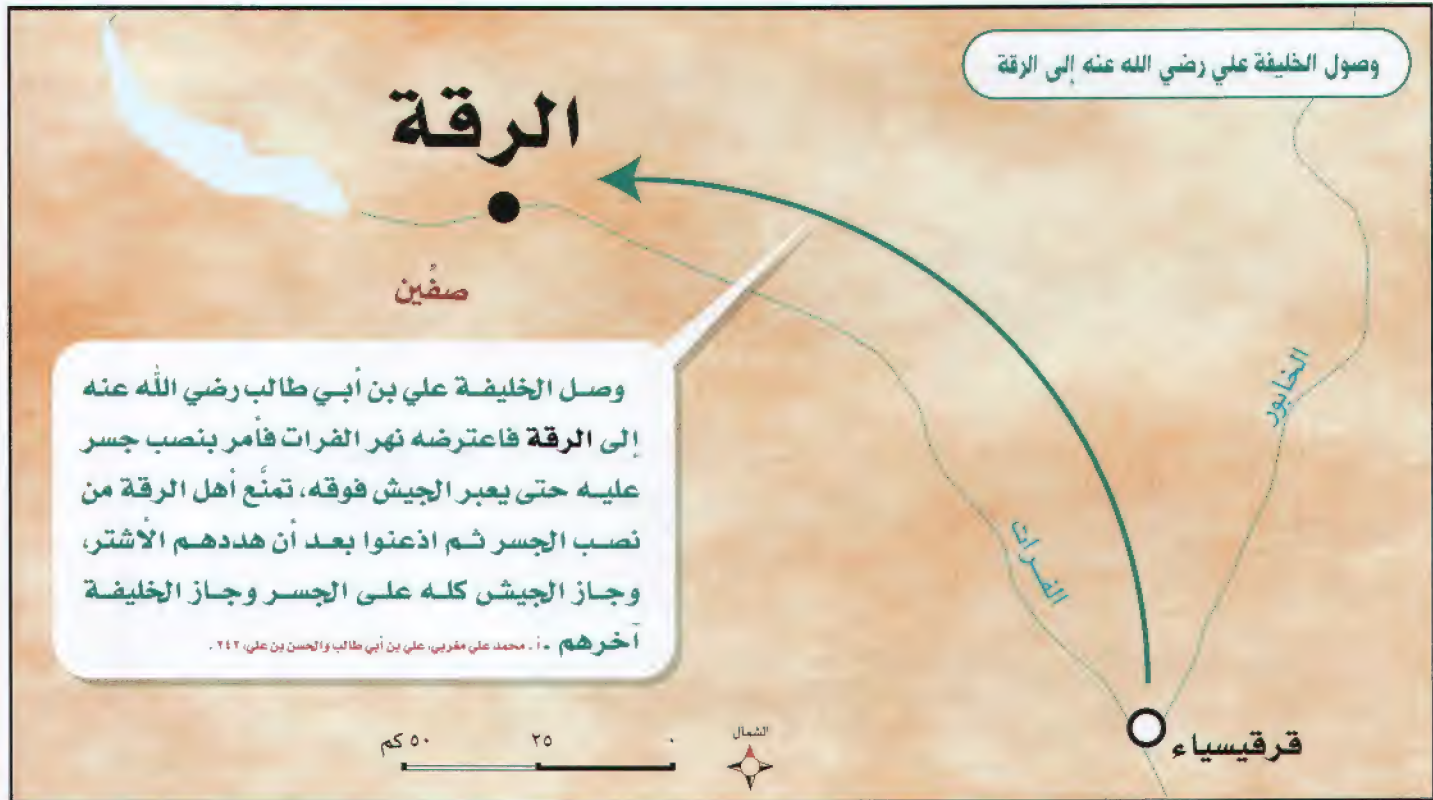 وصول الخليفة علي رضي الله عنه إلى الرقة
الرقة
صفين
وصل الخليفة علي بن أبي طالب رضي الله عنه
إلى الرقة فاعترضه نهر الفرات فأمر بنصب جسر
عليه حتى يعبر الجيش فوقه، تمنَّع أهل الرقة من
نصب الجسر ثم اذعنوا بعد أن هددهم الأشتر،
وجاز الجيش كله على الجسر وجاز الخليفة
آخرهم . أ. محمد علي مغربي، علي بن أبي طالب والحسن بن علي، ٢٤٢ .
الخابور
الفرات
قرقيسياء
الشمال
٠ ٢٥ ٥٠ كم